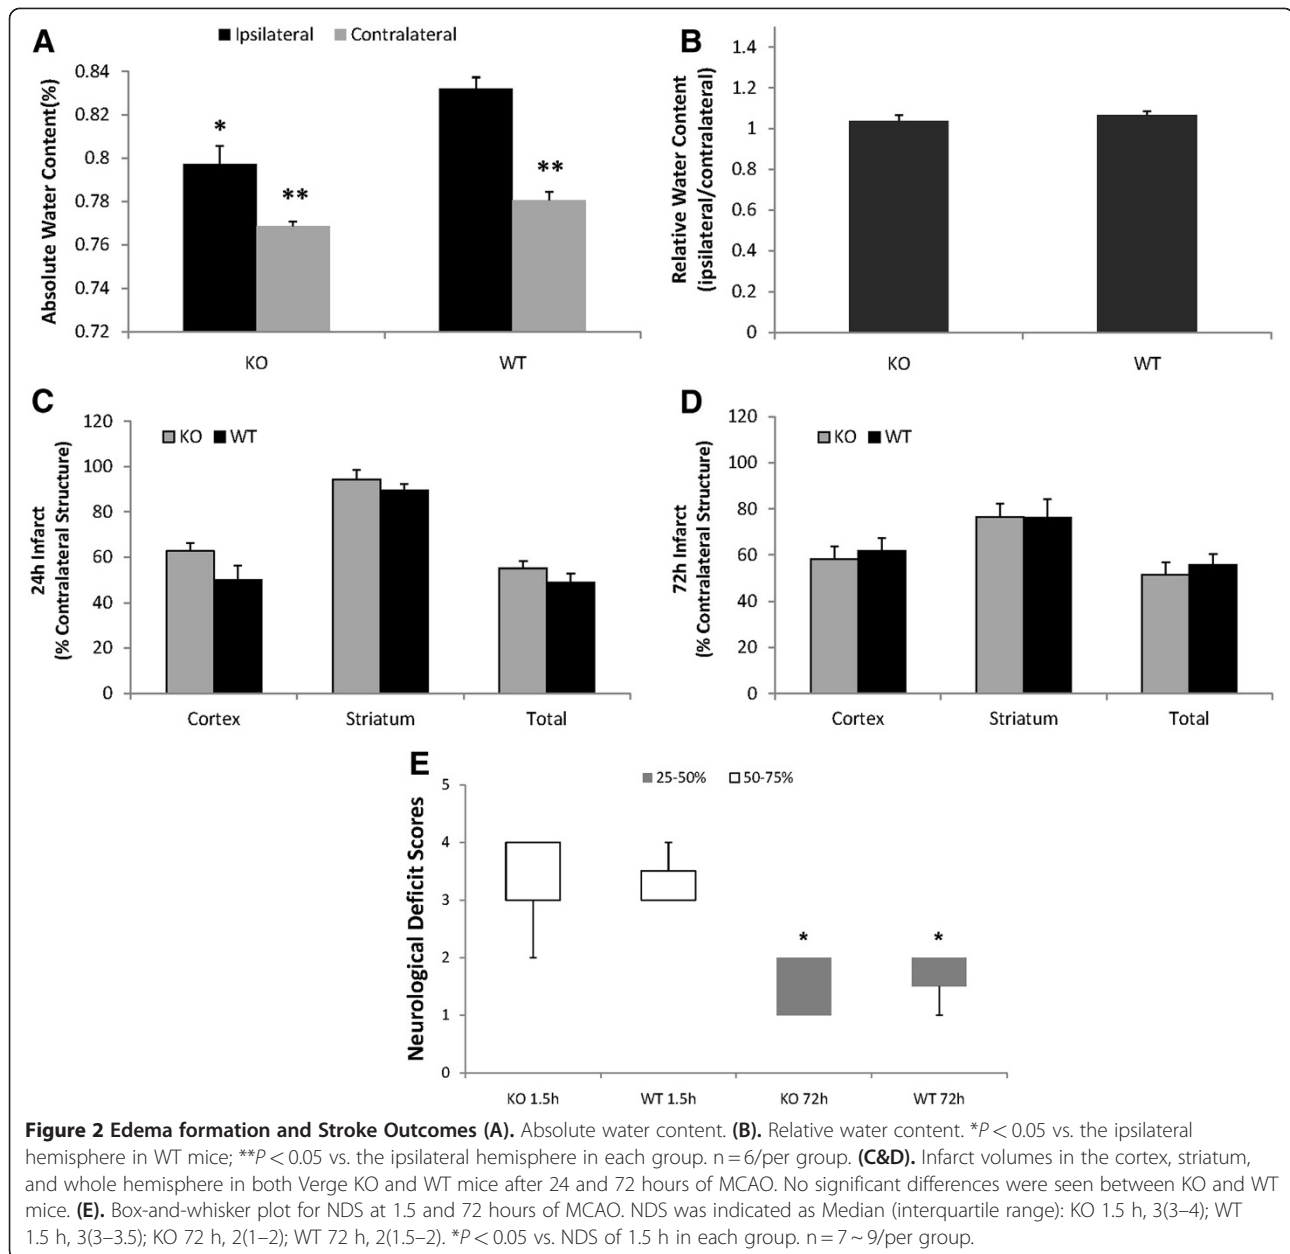 A
Ipsilateral Contralateral
Absolute Water Content(%)
0.84
0.82
0.8
0.78
0.76
0.74
0.72
*
**
**
KO WT
B
Relative Water Content
(ipsilateral/contralateral)
1.4
1.2
1
0.8
0.6
0.4
0.2
0
KO WT
C
KO WT
24h Infarct
(% Contralateral Structure)
120
100
80
60
40
20
0
Cortex Striatum Total
D
KO WT
72h Infarct
(% Contralateral Structure)
120
100
80
60
40
20
0
Cortex Striatum Total
E
25-50% 50-75%
Neurological Deficit Scores
5
4
3
2
1
0
* *
KO 1.5h WT 1.5h KO 72h WT 72h
Figure 2 Edema formation and Stroke Outcomes (A). Absolute water content. (B). Relative water content. *P < 0.05 vs. the ipsilateral
hemisphere in WT mice; **P < 0.05 vs. the ipsilateral hemisphere in each group. n = 6/per group. (C&D). Infarct volumes in the cortex, striatum,
and whole hemisphere in both Verge KO and WT mice after 24 and 72 hours of MCAO. No significant differences were seen between KO and WT
mice. (E). Box-and-whisker plot for NDS at 1.5 and 72 hours of MCAO. NDS was indicated as Median (interquartile range): KO 1.5 h, 3(3–4); WT
1.5 h, 3(3–3.5); KO 72 h, 2(1–2); WT 72 h, 2(1.5–2). *P < 0.05 vs. NDS of 1.5 h in each group. n = 7 ~ 9/per group.